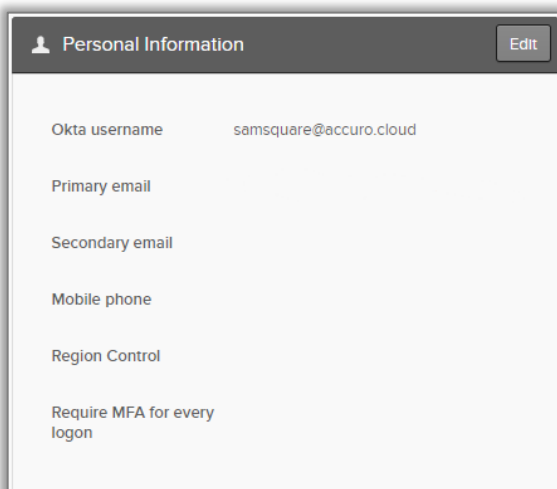 Personal Information
Edit
Okta username
samsquare@accuro.cloud
Primary email
Secondary email
Mobile phone
Region Control
Require MFA for every
logon